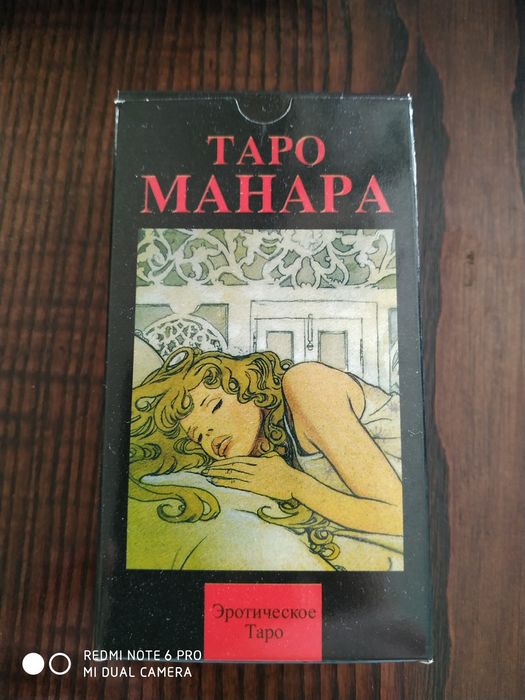 ТАРО
МАНАРА
Эротическое
Таро
REDMI NOTE 6 PRO
MI DUAL CAMERA